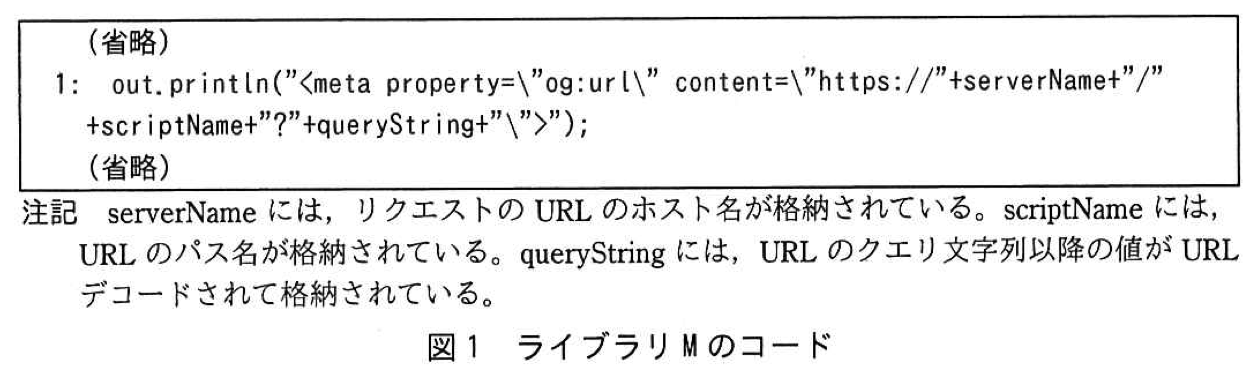 （省略）
1: out.println("<meta property=\"og:url\" content=\"https://"+serverName+"/"
+scriptName+"?"+queryString+"\">");
（省略）
注記 serverName には，リクエストの URL のホスト名が格納されている。scriptName には，
URL のパス名が格納されている。queryString には，URL のクエリ文字列以降の値が URL
デコードされて格納されている。
図1 ライブラリ M のコード